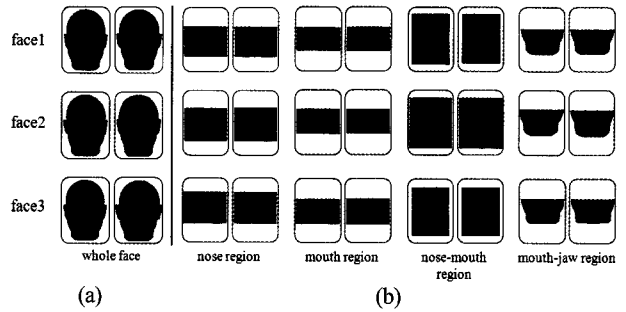 face1
face2
face3
whole face
nose region
mouth region
nose-mouth
region
mouth-jaw region
(a)
(b)